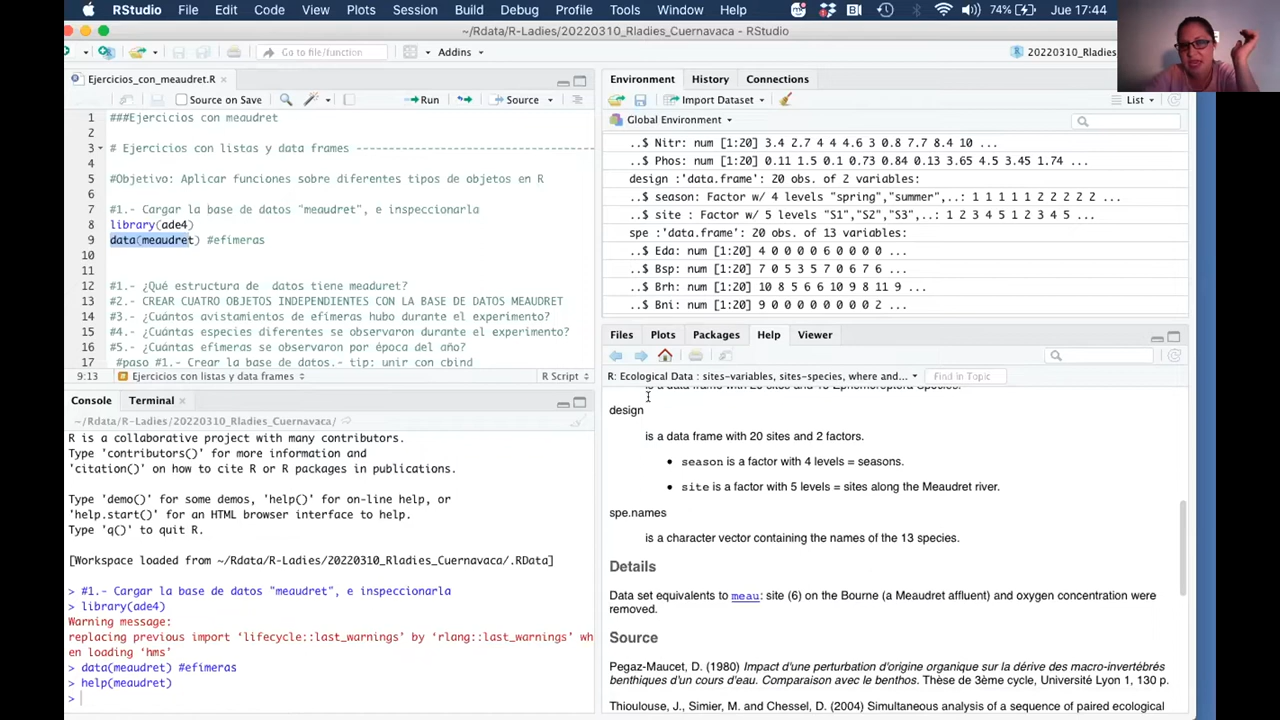 RStudio File Edit Code View Plots Session Build Debug Profile Tools Window Help 74% Jue 17:44
~/Rdata/R-Ladies/20220310_Rladies_Cuernavaca - RStudio
Go to file/function Addins 20220310_Rladies
Ejercicios_con_meaudret.R
Source on Save Run Source
1 ###Ejercicios con meaudret
2
3 # Ejercicios con listas y data frames -----------------------------------
4
5 #Objetivo: Aplicar funciones sobre diferentes tipos de objetos en R
6
7 #1.- Cargar la base de datos "meaudret", e inspeccionarla
8 library(ade4)
9 data(meaudret) #efimeras
10
11
12 #1.- ¿Qué estructura de datos tiene meaduret?
13 #2.- CREAR CUATRO OBJETOS INDEPENDIENTES CON LA BASE DE DATOS MEAUDRET
14 #3.- ¿Cuántos avistamientos de efímeras hubo durante el experimento?
15 #4.- ¿Cuántas especies diferentes se observaron durante el experimento?
16 #5.- ¿Cuántas efímeras se observaron por época del año?
17 #paso #1.- Crear la base de datos.- tip: unir con cbind
9:13 Ejercicios con listas y data frames R Script
Console Terminal
~/Rdata/R-Ladies/20220310_Rladies_Cuernavaca/
R is a collaborative project with many contributors.
Type 'contributors()' for more information and
'citation()' on how to cite R or R packages in publications.
Type 'demo()' for some demos, 'help()' for on-line help, or
'help.start()' for an HTML browser interface to help.
Type 'q()' to quit R.
[Workspace loaded from ~/Rdata/R-Ladies/20220310_Rladies_Cuernavaca/.RData]
> #1.- Cargar la base de datos "meaudret", e inspeccionarla
> library(ade4)
Warning message:
replacing previous import ‘lifecycle::last_warnings’ by ‘rlang::last_warnings’ wh
en loading ‘hms’
> data(meaudret) #efimeras
> help(meaudret)
>
Environment History Connections
Import Dataset List
Global Environment
..$ Nitr: num [1:20] 3.4 2.7 4 4 4.6 3 0.8 7.7 8.4 10 ...
..$ Phos: num [1:20] 0.11 1.5 0.1 0.73 0.84 0.13 3.65 4.5 3.45 1.74 ...
design :'data.frame': 20 obs. of 2 variables:
..$ season: Factor w/ 4 levels "spring","summer",..: 1 1 1 1 1 2 2 2 2 2 ...
..$ site : Factor w/ 5 levels "S1","S2","S3",..: 1 2 3 4 5 1 2 3 4 5 ...
spe :'data.frame': 20 obs. of 13 variables:
..$ Eda: num [1:20] 4 0 0 0 0 6 0 0 0 0 ...
..$ Bsp: num [1:20] 7 0 5 3 5 7 0 6 7 6 ...
..$ Brh: num [1:20] 10 8 5 6 6 10 9 8 11 9 ...
..$ Bni: num [1:20] 9 0 0 0 0 0 0 0 0 2 ...
Files Plots Packages Help Viewer
R: Ecological Data : sites-variables, sites-species, where and... Find in Topic
is a data frame with 20 sites and 13 Ephemeroptera Species.
design
is a data frame with 20 sites and 2 factors.
• season is a factor with 4 levels = seasons.
• site is a factor with 5 levels = sites along the Meaudret river.
spe.names
is a character vector containing the names of the 13 species.
Details
Data set equivalents to meau: site (6) on the Bourne (a Meaudret affluent) and oxygen concentration were
removed.
Source
Pegaz-Maucet, D. (1980) Impact d'une perturbation d'origine organique sur la dérive des macro-invertébrés
benthiques d'un cours d'eau. Comparaison avec le benthos. Thèse de 3ème cycle, Université Lyon 1, 130 p.
Thioulouse, J., Simier, M. and Chessel, D. (2004) Simultaneous analysis of a sequence of paired ecological